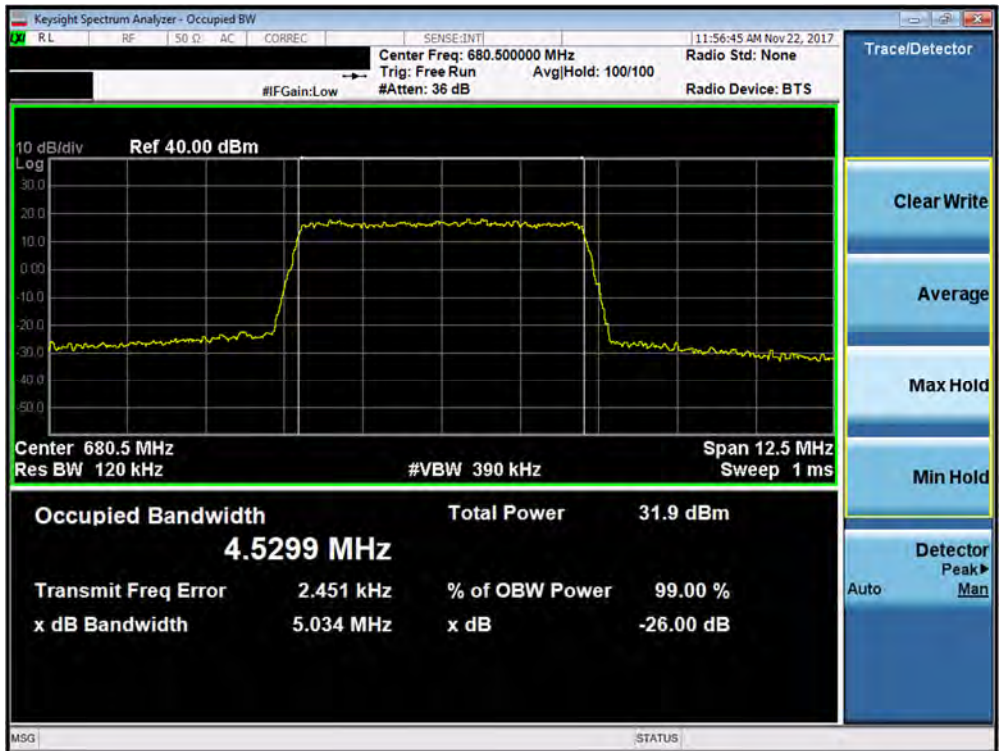 Keysight Spectrum Analyzer - Occupied BW
LXI RL RF 50 Ω AC CORREC SENSE:INT 11:56:45 AM Nov 22, 2017
Center Freq: 680.500000 MHz Radio Std: None
Trig: Free Run Avg|Hold: 100/100
#IFGain:Low #Atten: 36 dB Radio Device: BTS
Trace/Detector
10 dB/div Ref 40.00 dBm
Log
30.0
20.0
10.0
0.00
-10.0
-20.0
-30.0
-40.0
-50.0
Center 680.5 MHz Span 12.5 MHz
Res BW 120 kHz #VBW 390 kHz Sweep 1 ms
Occupied Bandwidth Total Power 31.9 dBm
4.5299 MHz
Transmit Freq Error 2.451 kHz % of OBW Power 99.00 %
x dB Bandwidth 5.034 MHz x dB -26.00 dB
Clear Write
Average
Max Hold
Min Hold
Detector
Peak▶
Auto Man
MSG STATUS